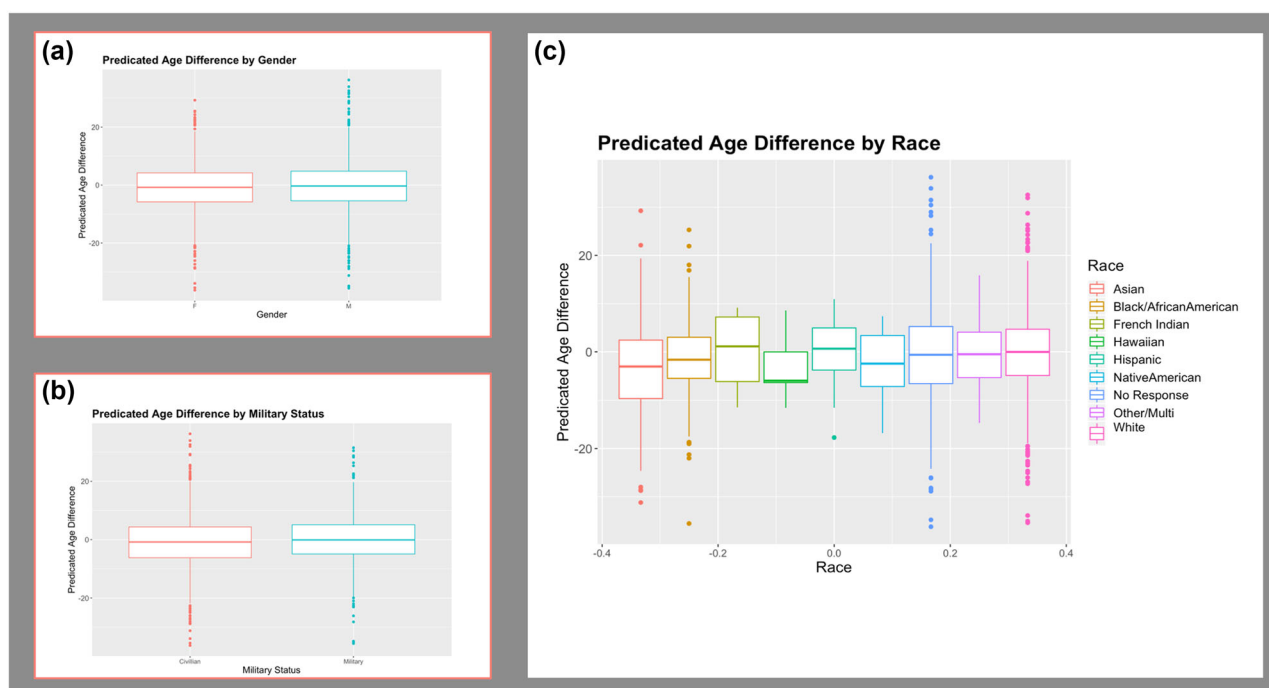 (a)
Predicated Age Difference by Gender
Predicated Age Difference
20
0
-20
F
M
Gender
(b)
Predicated Age Difference by Military Status
Predicated Age Difference
20
0
-20
Civillian
Military
Military Status
(c)
Predicated Age Difference by Race
Predicated Age Difference
20
0
-20
-0.4
-0.2
0.0
0.2
0.4
Race
Race
Asian
Black/AfricanAmerican
French Indian
Hawaiian
Hispanic
NativeAmerican
No Response
Other/Multi
White